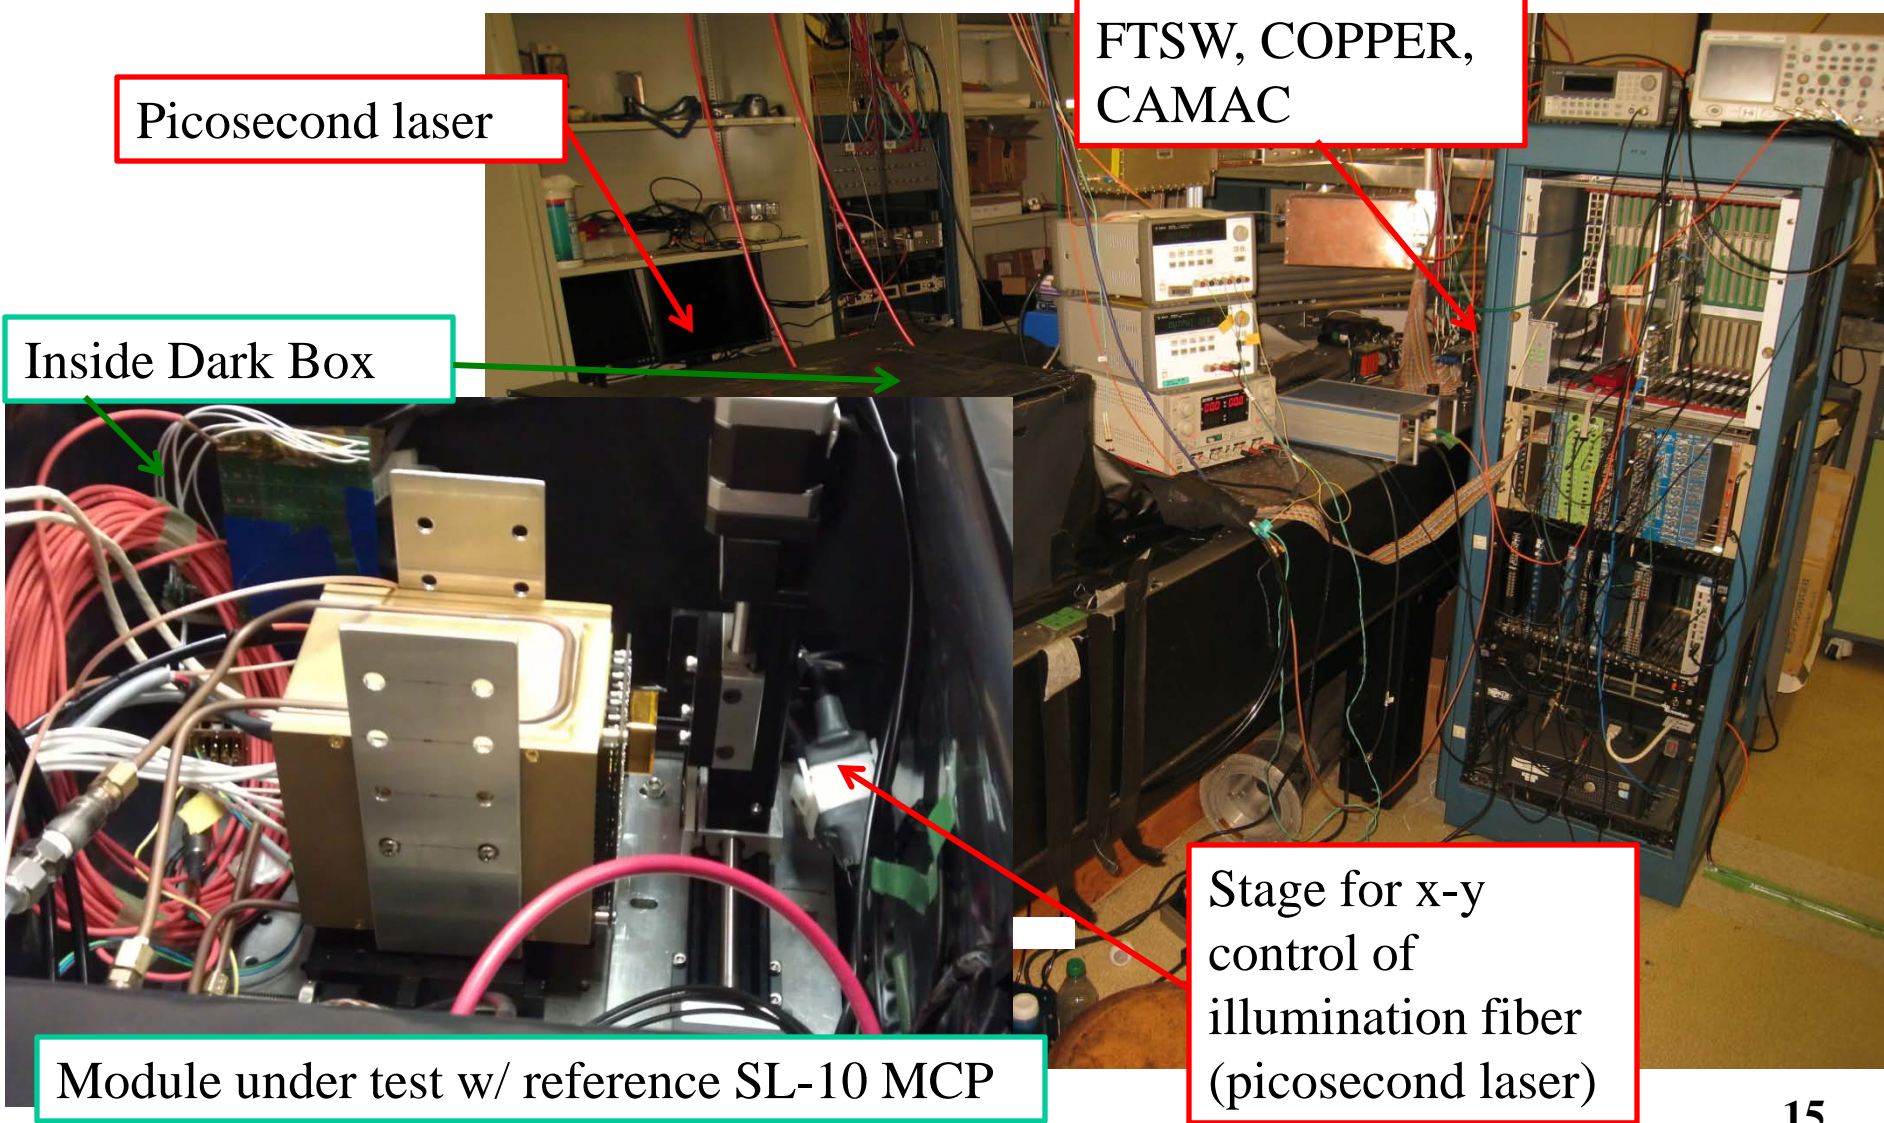 FTSW, COPPER,
CAMAC
Picosecond laser
Inside Dark Box
Stage for x-y
control of
illumination fiber
(picosecond laser)
Module under test w/ reference SL-10 MCP
15